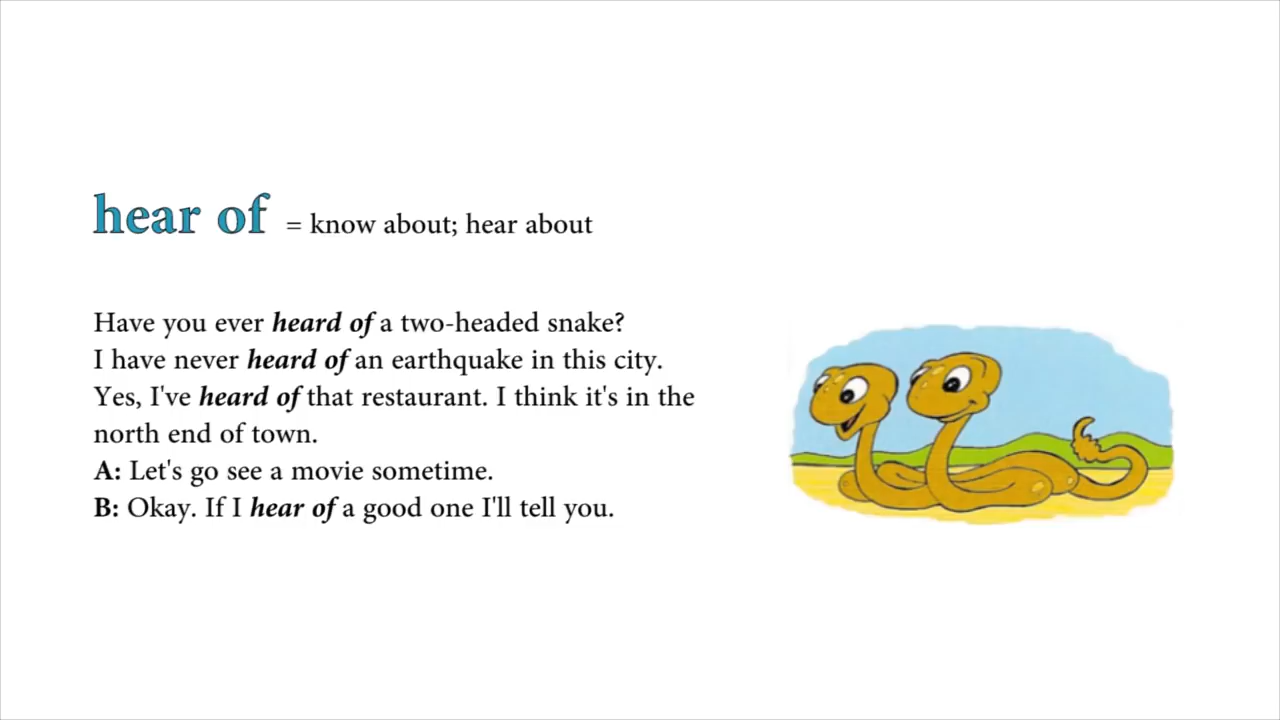 hear of = know about; hear about
Have you ever heard of a two-headed snake?
I have never heard of an earthquake in this city.
Yes, I've heard of that restaurant. I think it's in the
north end of town.
A: Let's go see a movie sometime.
B: Okay. If I hear of a good one I'll tell you.